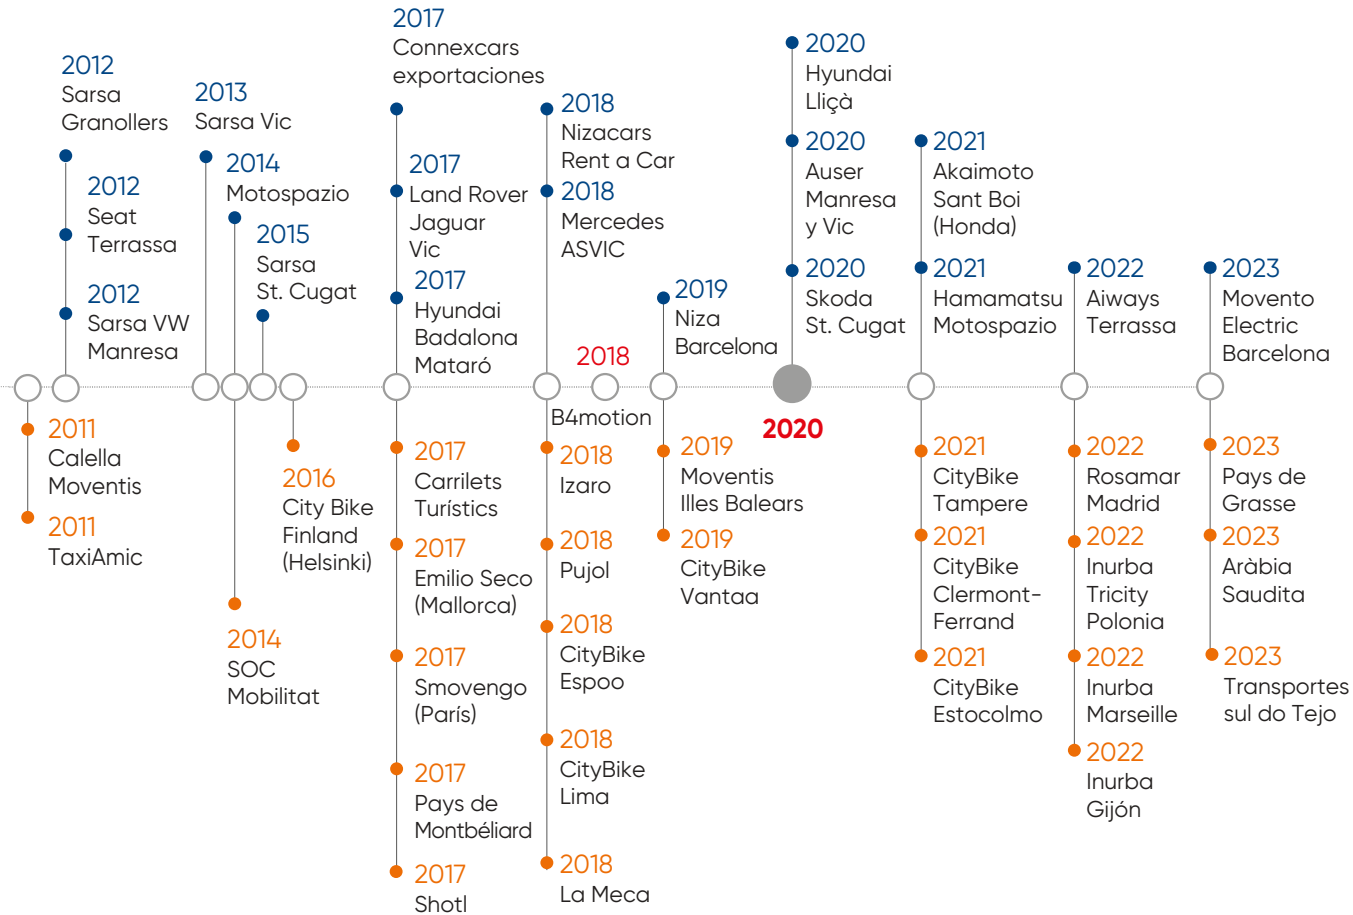 2012
Sarsa
Granollers
2012
Seat
Terrassa
2012
Sarsa VW
Manresa
2013
Sarsa Vic
2014
Motospazio
2015
Sarsa
St. Cugat
2017
Connexcars
exportaciones
2017
Land Rover
Jaguar
Vic
2017
Hyundai
Badalona
Mataró
2018
Nizacars
Rent a Car
2018
Mercedes
ASVIC
2018
B4motion
2019
Niza
Barcelona
2020
Hyundai
Lliçà
2020
Auser
Manresa
y Vic
2020
Skoda
St. Cugat
2020
2021
Akaimoto
Sant Boi
(Honda)
2021
Hamamatsu
Motospazio
2022
Aiways
Terrassa
2023
Movento
Electric
Barcelona
2011
Calella
Moventis
2011
TaxiAmic
2014
SOC
Mobilitat
2016
City Bike
Finland
(Helsinki)
2017
Carrilets
Turístics
2017
Emilio Seco
(Mallorca)
2017
Smovengo
(París)
2017
Pays de
Montbéliard
2017
Shotl
2018
Izaro
2018
Pujol
2018
CityBike
Espoo
2018
CityBike
Lima
2018
La Meca
2019
Moventis
Illes Balears
2019
CityBike
Vantaa
2021
CityBike
Tampere
2021
CityBike
Clermont-
Ferrand
2021
CityBike
Estocolmo
2022
Rosamar
Madrid
2022
Inurba
Tricity
Polonia
2022
Inurba
Marseille
2022
Inurba
Gijón
2023
Pays de
Grasse
2023
Aràbia
Saudita
2023
Transportes
sul do Tejo